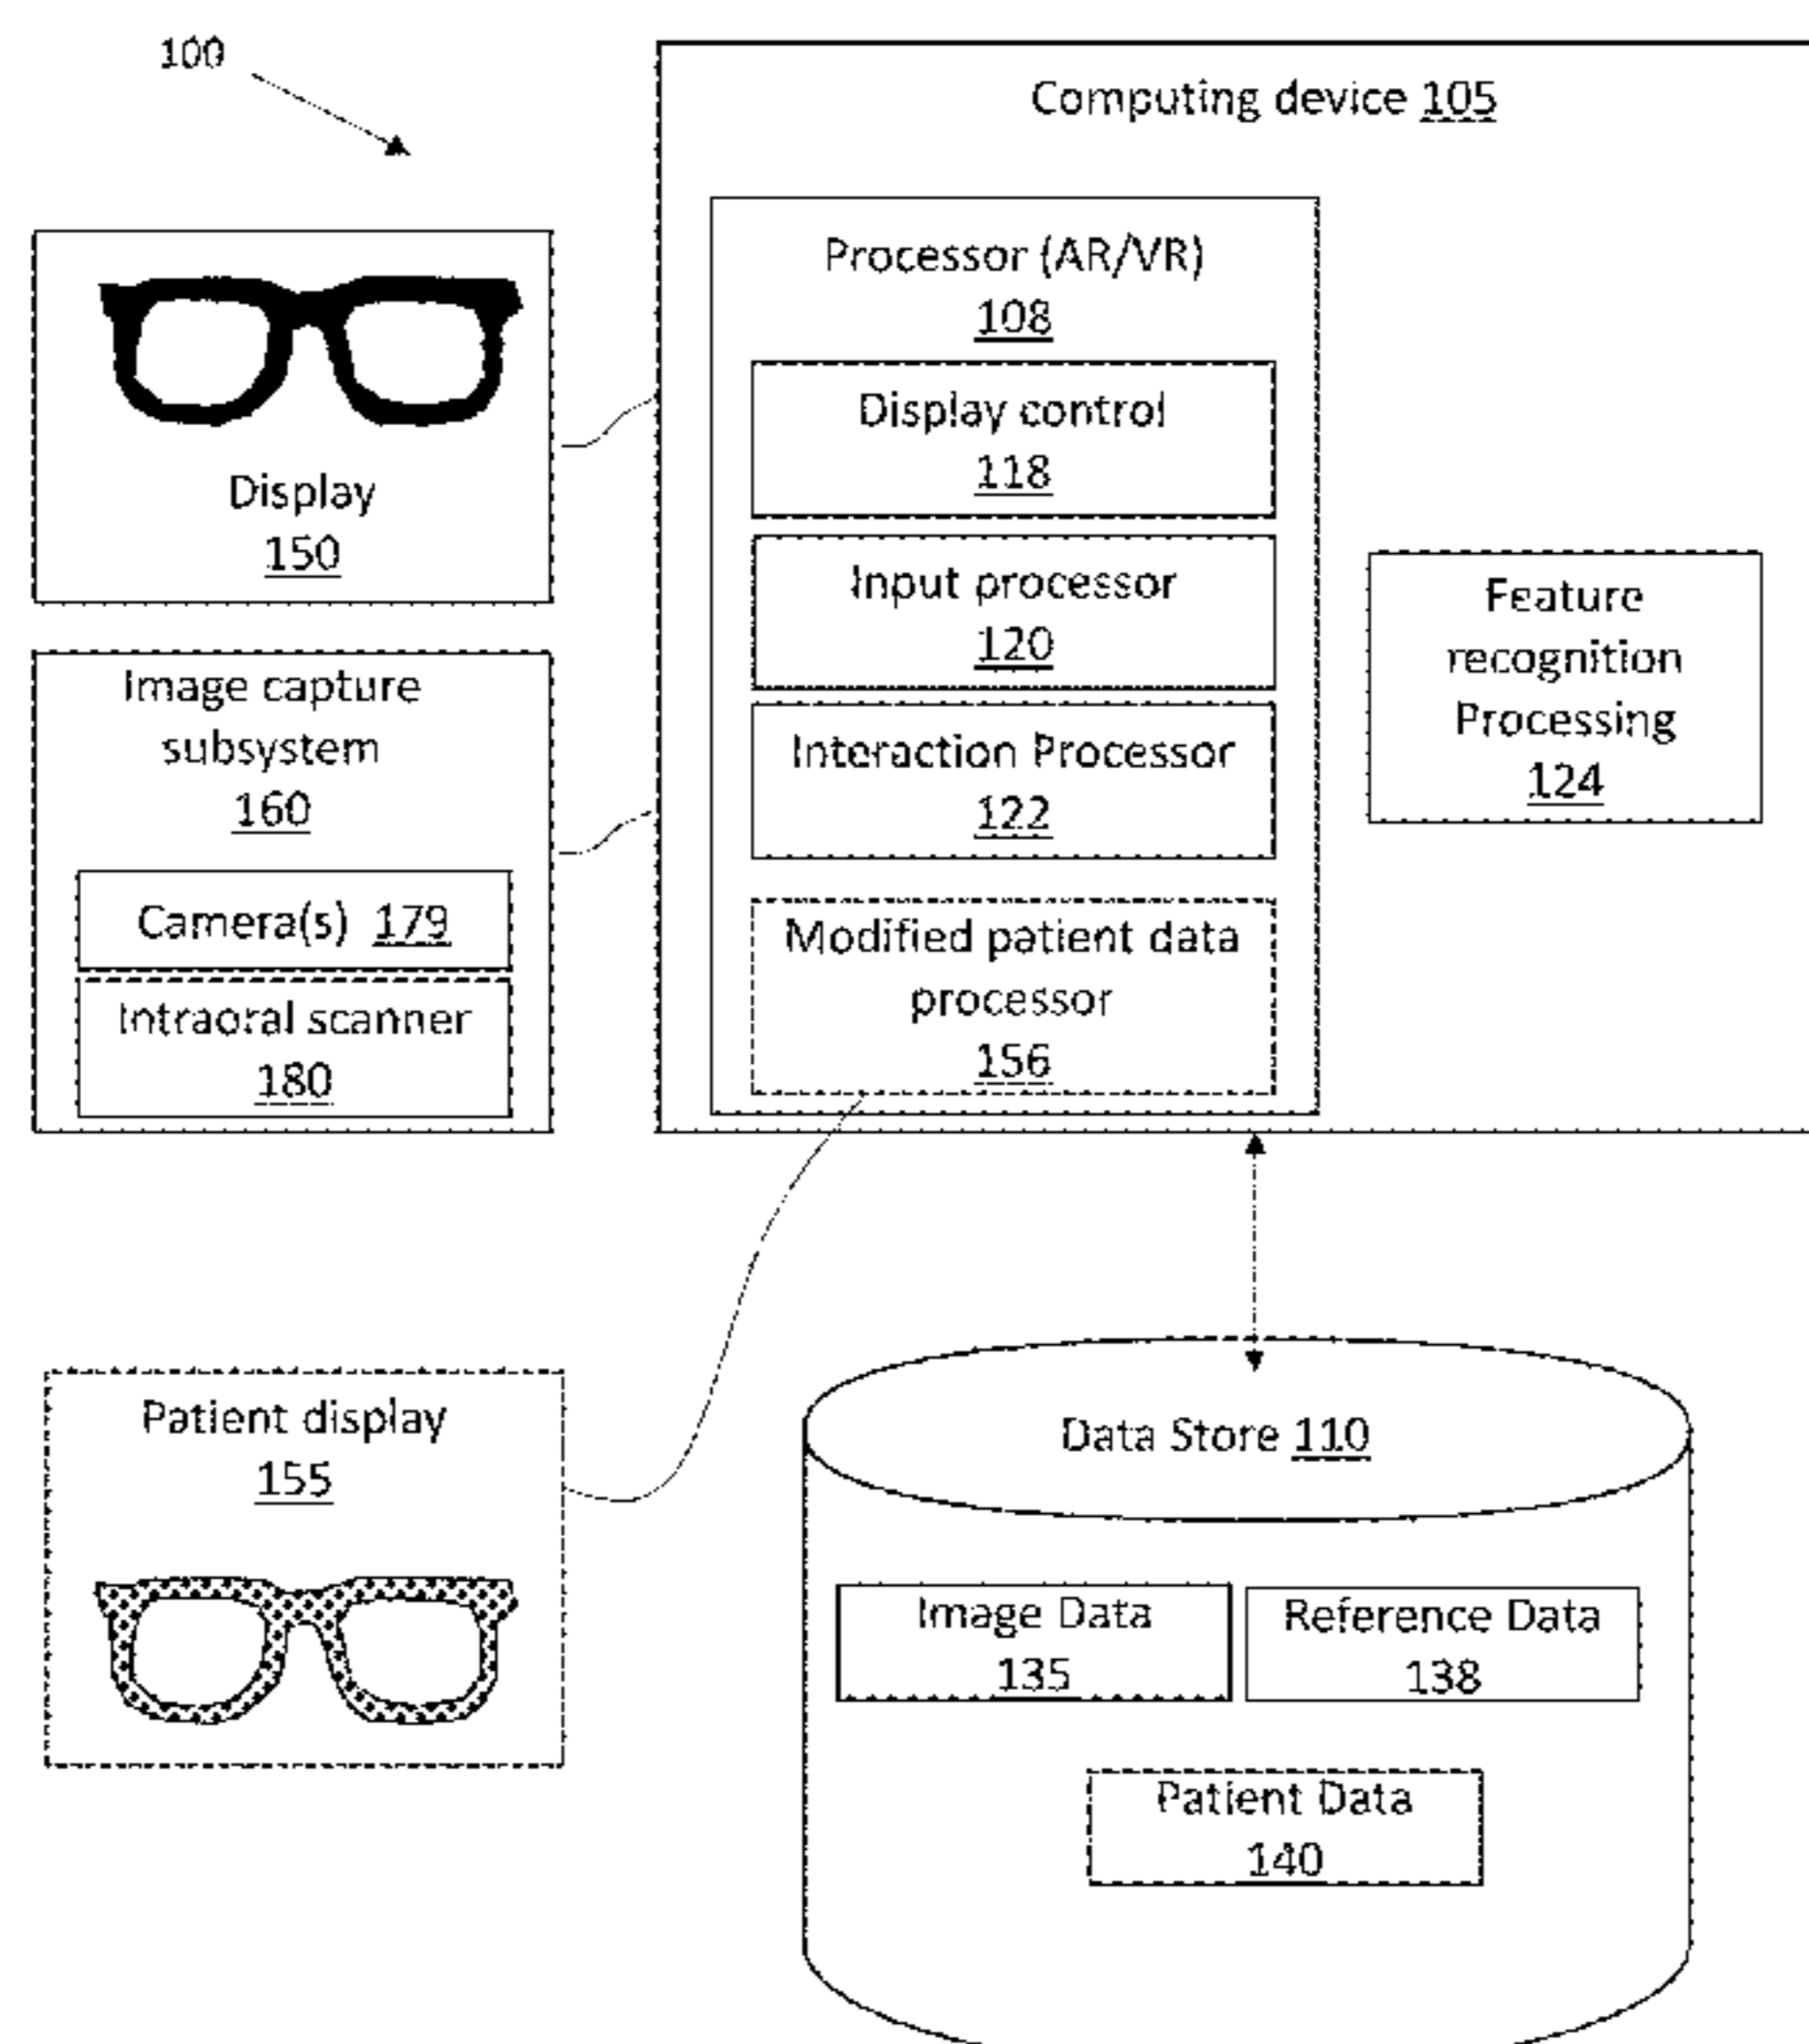 100
Computing device 105
Processor (AR/VR)
108
Display control
118
Input processor
120
Interaction Processor
122
Modified patient data
processor
156
Feature
recognition
Processing
124
Display
150
Image capture
subsystem
160
Camera(s) 179
Intraoral scanner
180
Patient display
155
Data Store 110
Image Data
135
Reference Data
138
Patient Data
140